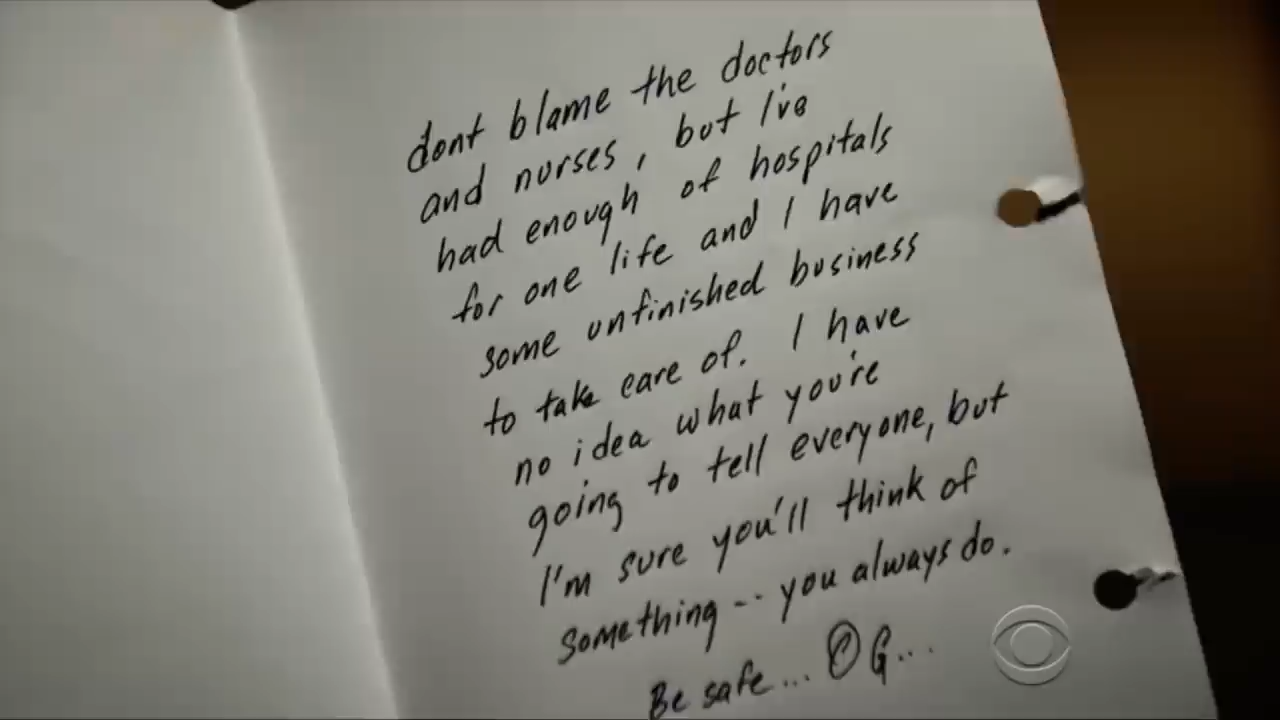 dont blame the doctors
and nurses, but I've
had enough of hospitals
for one life and I have
some unfinished business
to take care of. I have
no idea what you're
going to tell everyone, but
I'm sure you'll think of
something -- you always do.
Be safe... OG...